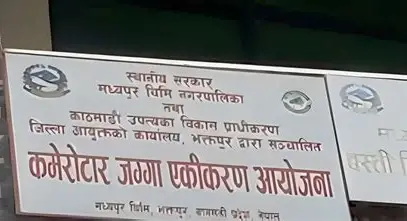 स्थानीय सरकार
मध्यपुर थिमि नगरपालिका
तथा
काठमाडौं उपत्यका विकास प्राधीकरण
जिल्ला आयुक्तको कार्यालय, भक्तपुर द्वारा सञ्चालित
कमेरोटार जग्गा एकीकरण आयोजना
मध्यपुर थिमि, भक्तपुर, बागमती प्रदेश, नेपाल